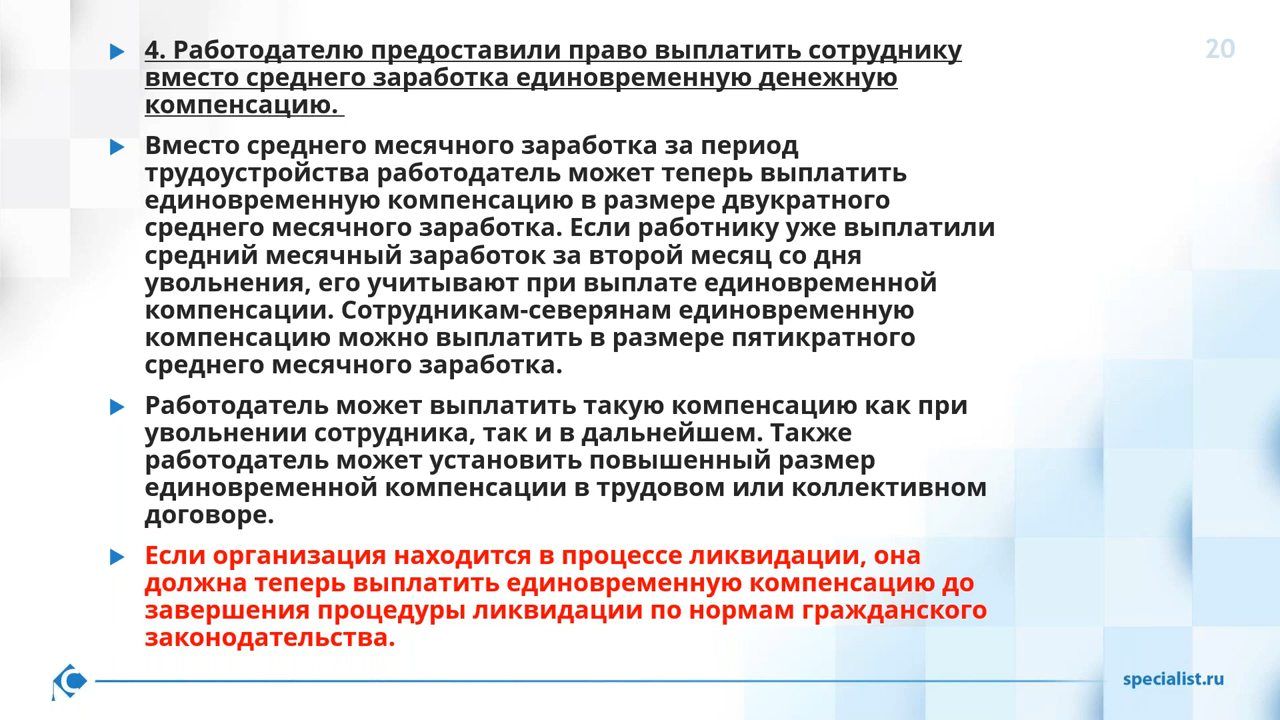 4. Работодателю предоставили право выплатить сотруднику
вместо среднего заработка единовременную денежную
компенсацию.
20
Вместо среднего месячного заработка за период
трудоустройства работодатель может теперь выплатить
единовременную компенсацию в размере двукратного
среднего месячного заработка. Если работнику уже выплатили
средний месячный заработок за второй месяц со дня
увольнения, его учитывают при выплате единовременной
компенсации. Сотрудникам-северянам единовременную
компенсацию можно выплатить в размере пятикратного
среднего месячного заработка.
Работодатель может выплатить такую компенсацию как при
увольнении сотрудника, так и в дальнейшем. Также
работодатель может установить повышенный размер
единовременной компенсации в трудовом или коллективном
договоре.
Если организация находится в процессе ликвидации, она
должна теперь выплатить единовременную компенсацию до
завершения процедуры ликвидации по нормам гражданского
законодательства.
specialist.ru